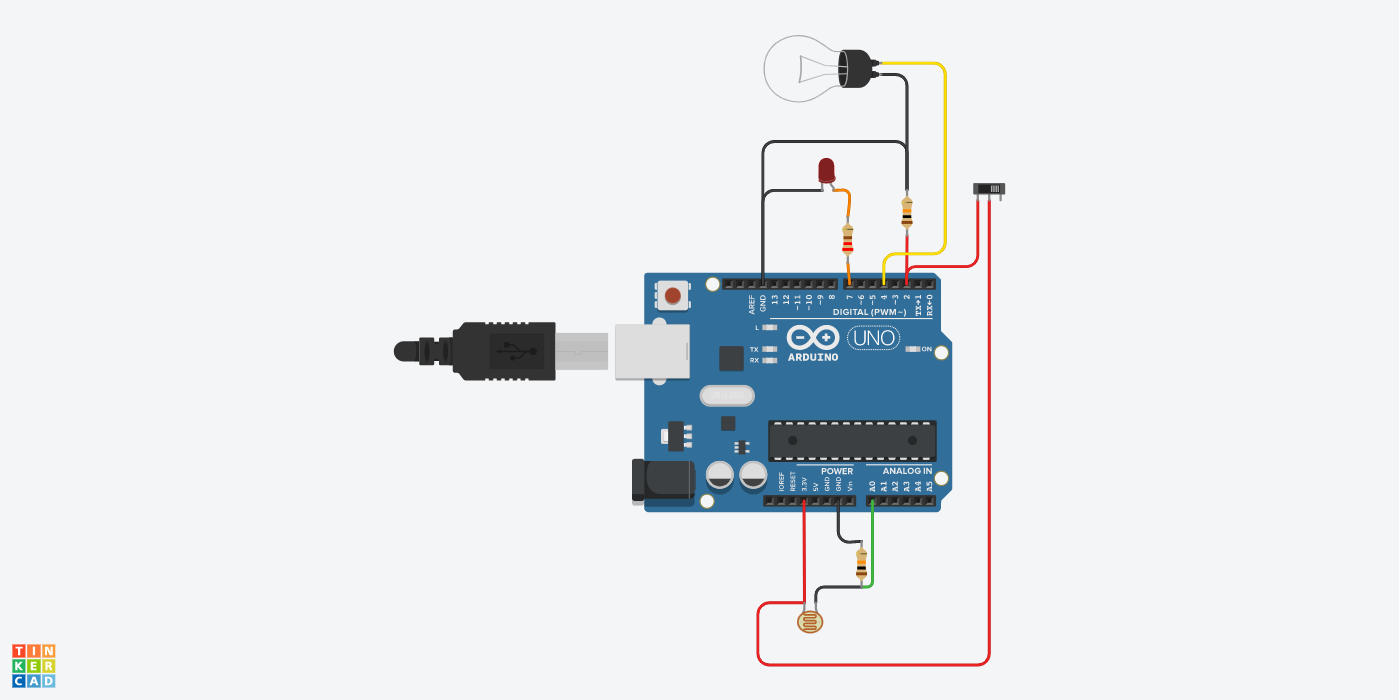 AREF
GND
13
12
~11
~10
~9
8
7
~6
~5
4
~3
2
TX→1
RX←0
DIGITAL (PWM~)
L
TX
RX
ARDUINO
UNO
ON
POWER
ANALOG IN
IOREF
RESET
3.3V
5V
GND
GND
Vin
A0
A1
A2
A3
A4
A5
TIN
KER
CAD